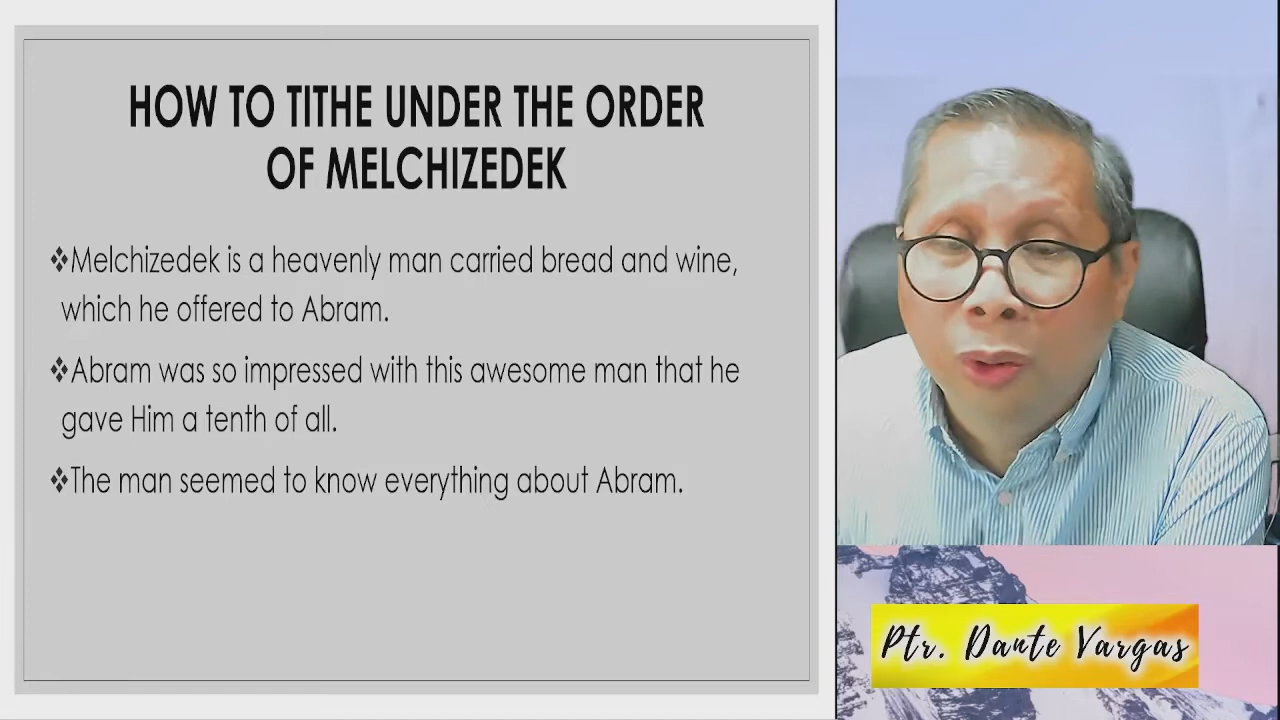 HOW TO TITHE UNDER THE ORDER
OF MELCHIZEDEK
❖Melchizedek is a heavenly man carried bread and wine,
which he offered to Abram.
❖Abram was so impressed with this awesome man that he
gave Him a tenth of all.
❖The man seemed to know everything about Abram.
Ptr. Dante Vargas